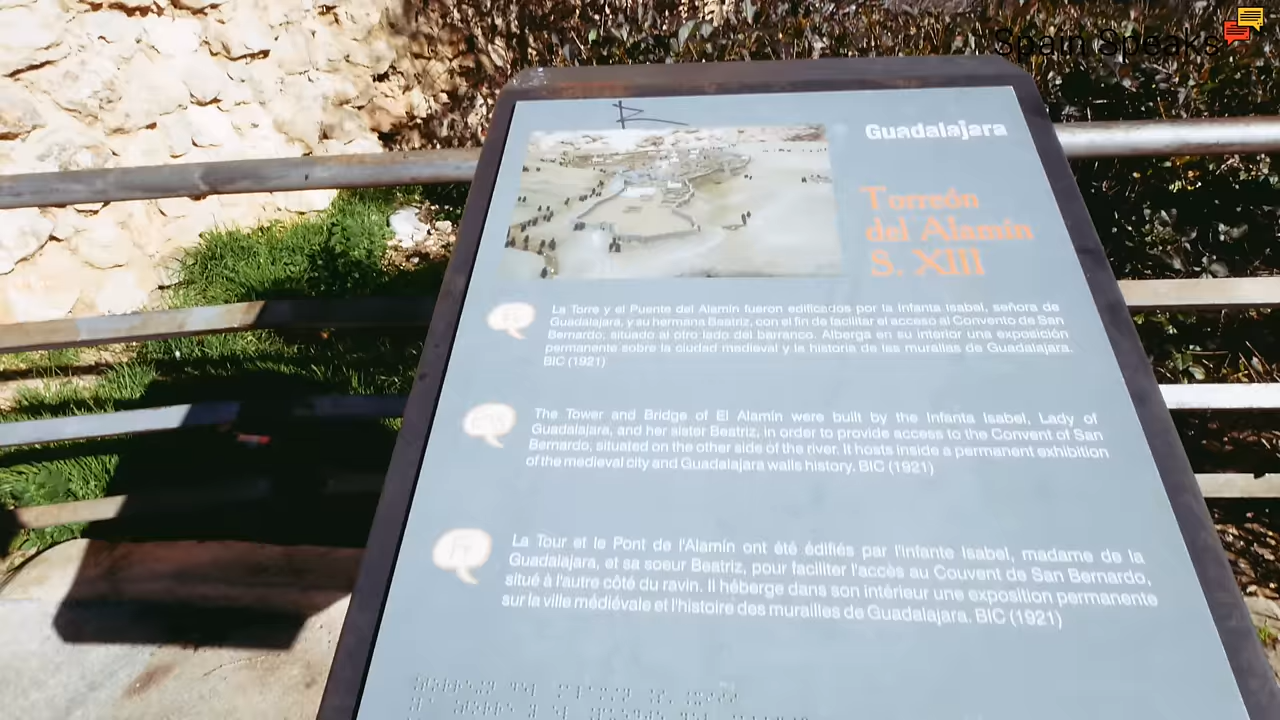 Spain Speaks
Guadalajara
Torreón
del Alamín
S. XIII
La Torre y el Puente del Alamín fueron edificados por la Infanta Isabel, señora de
Guadalajara, y su hermana Beatriz, con el fin de facilitar el acceso al Convento de San
Bernardo, situado al otro lado del barranco. Alberga en su interior una exposición
permanente sobre la ciudad medieval y la historia de las murallas de Guadalajara.
BIC (1921)
The Tower and Bridge of El Alamín were built by the Infanta Isabel, Lady of
Guadalajara, and her sister Beatriz, in order to provide access to the Convent of San
Bernardo, situated on the other side of the river. It hosts inside a permanent exhibition
of the medieval city and Guadalajara walls history. BIC (1921)
Fr
La Tour et le Pont de l'Alamín ont été édifiés par l'Infante Isabel, madame de la
Guadalajara, et sa soeur Beatriz, pour faciliter l'accès au Couvent de San Bernardo,
situé à l'autre côté du ravin. Il héberge dans son intérieur une exposition permanente
sur la ville médiévale et l'histoire des murailles de Guadalajara. BIC (1921)